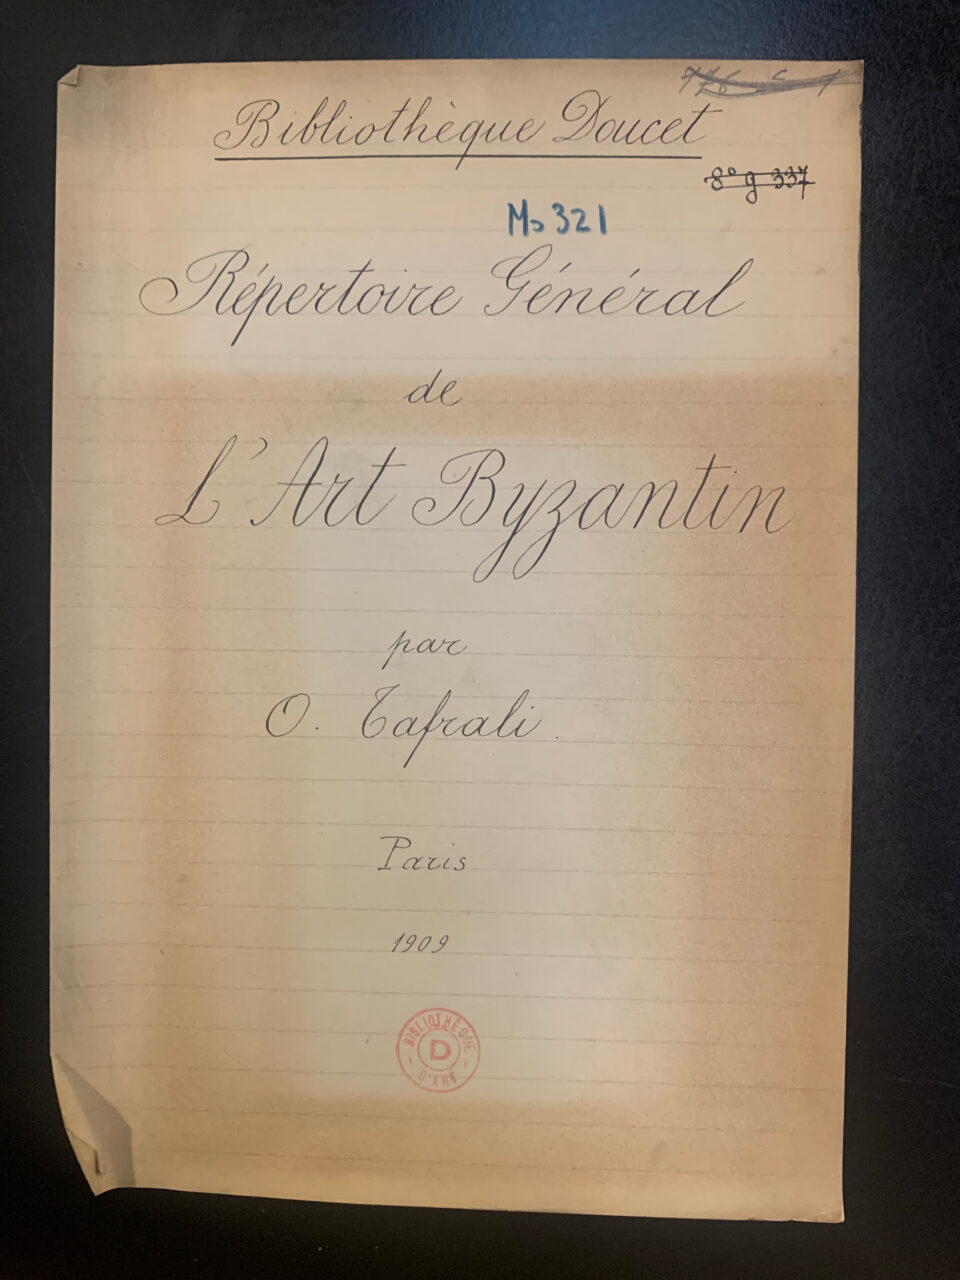 Bibliothèque Doucet
8° g 337
Ms 321
Répertoire Général
de
L'Art Byzantin
par
O. Tafrali.
Paris
1909
BIBLIOTHÈQUE
D
D'ART